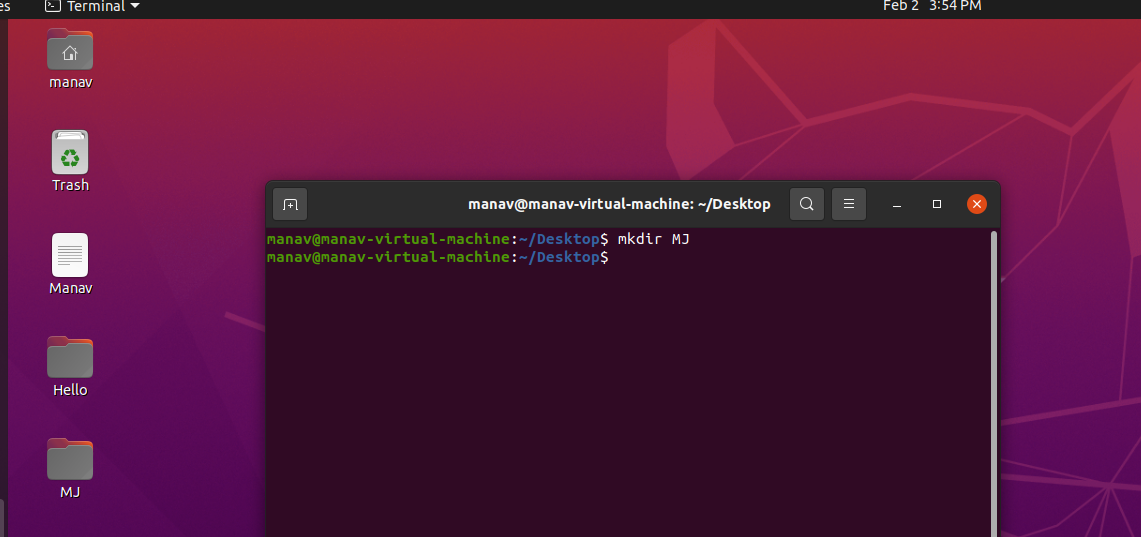 es Terminal Feb 2 3:54 PM
manav
Trash
Manav
Hello
MJ
manav@manav-virtual-machine: ~/Desktop
manav@manav-virtual-machine:~/Desktop$ mkdir MJ
manav@manav-virtual-machine:~/Desktop$